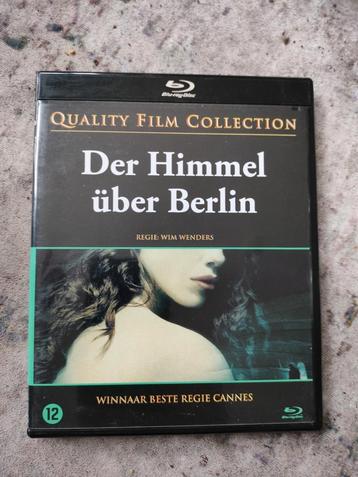 Blu-ray Disc
QUALITY FILM COLLECTION
Der Himmel
über Berlin
REGIE: WIM WENDERS
12
WINNAAR BESTE REGIE CANNES